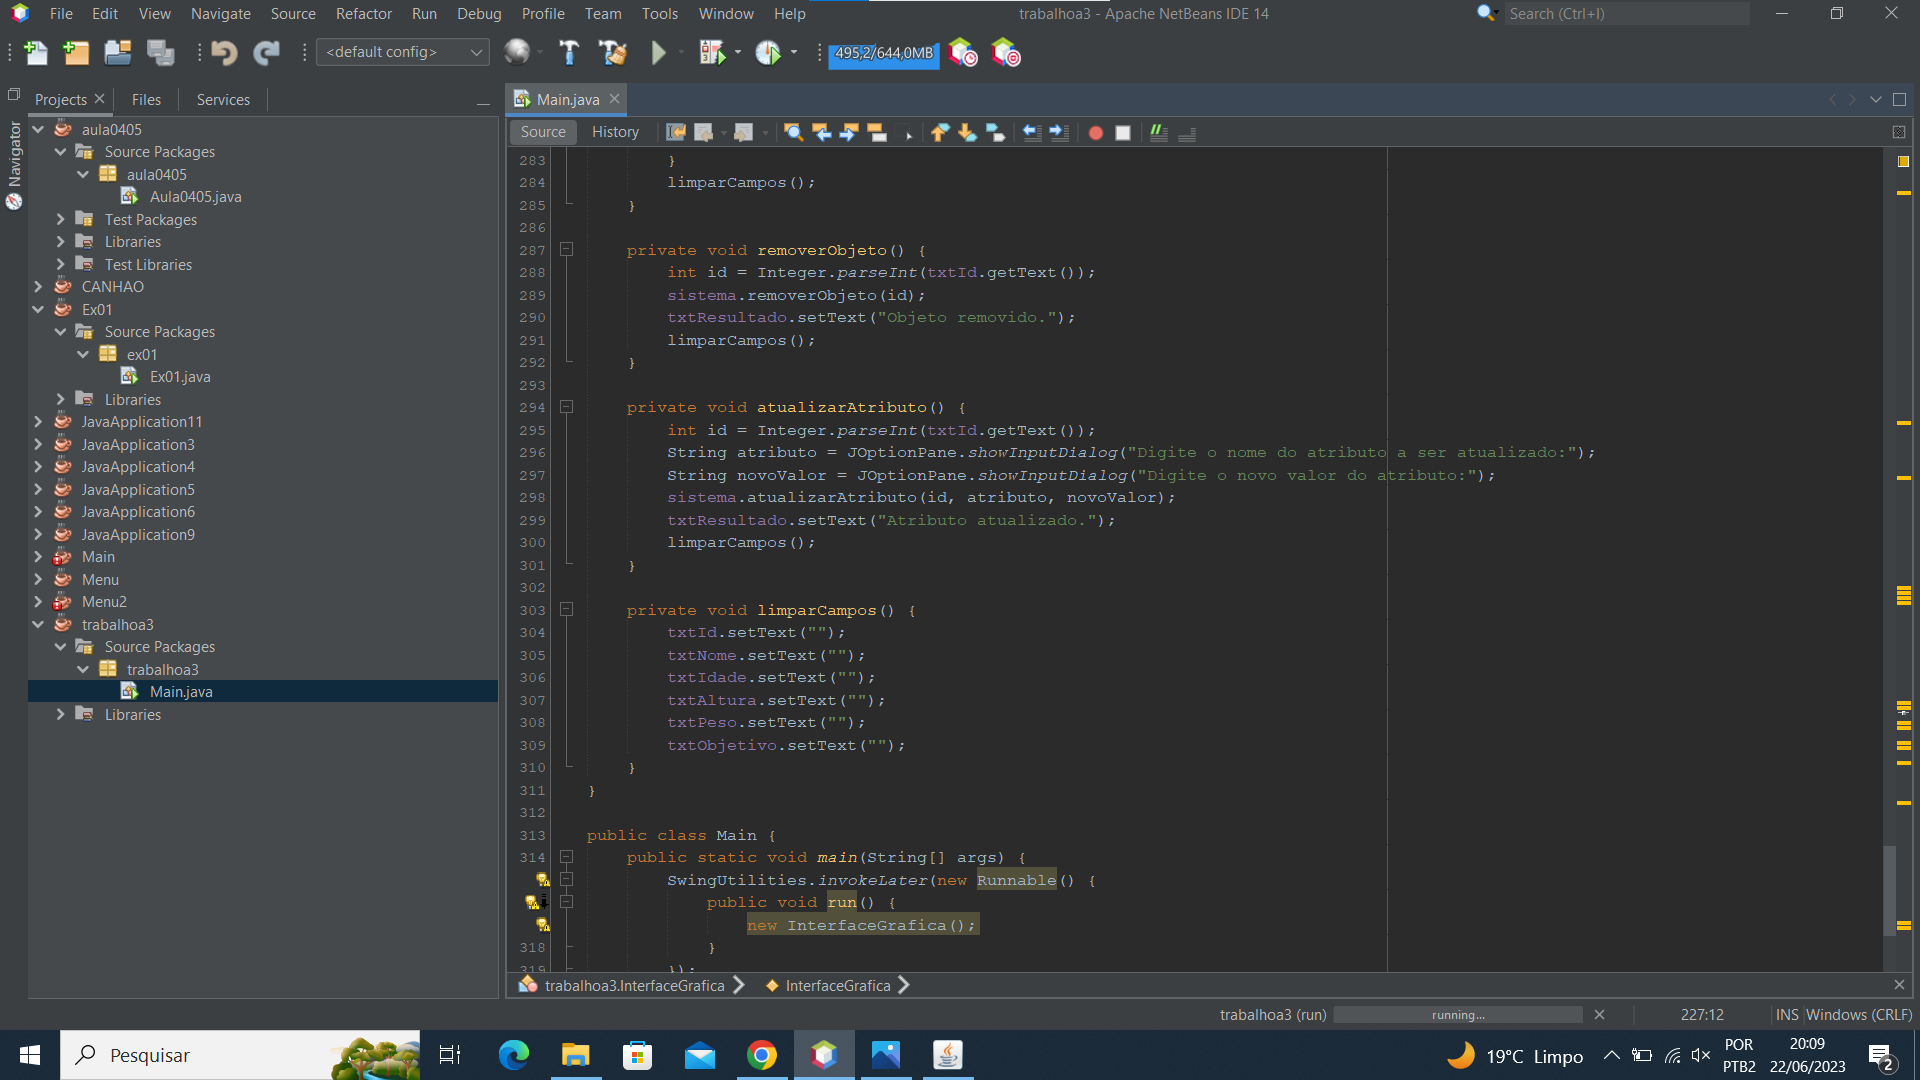 File Edit View Navigate Source Refactor Run Debug Profile Team Tools Window Help
trabalhoa3 - Apache NetBeans IDE 14
Search (Ctrl+I)
<default config>
495,2/644,0MB
Projects
Files
Services
Navigator
aula0405
Source Packages
aula0405
Aula0405.java
Test Packages
Libraries
Test Libraries
CANHAO
Ex01
Source Packages
ex01
Ex01.java
Libraries
JavaApplication11
JavaApplication3
JavaApplication4
JavaApplication5
JavaApplication6
JavaApplication9
Main
Menu
Menu2
trabalhoa3
Source Packages
trabalhoa3
Main.java
Libraries
Main.java
Source History
283 }
284 limparCampos();
285 }
286
287 private void removerObjeto() {
288 int id = Integer.parseInt(txtId.getText());
289 sistema.removerObjeto(id);
290 txtResultado.setText("Objeto removido.");
291 limparCampos();
292 }
293
294 private void atualizarAtributo() {
295 int id = Integer.parseInt(txtId.getText());
296 String atributo = JOptionPane.showInputDialog("Digite o nome do atributo a ser atualizado:");
297 String novoValor = JOptionPane.showInputDialog("Digite o novo valor do atributo:");
298 sistema.atualizarAtributo(id, atributo, novoValor);
299 txtResultado.setText("Atributo atualizado.");
300 limparCampos();
301 }
302
303 private void limparCampos() {
304 txtId.setText("");
305 txtNome.setText("");
306 txtIdade.setText("");
307 txtAltura.setText("");
308 txtPeso.setText("");
309 txtObjetivo.setText("");
310 }
311 }
312
313 public class Main {
314 public static void main(String[] args) {
SwingUtilities.invokeLater(new Runnable() {
public void run() {
new InterfaceGrafica();
318 }
319 });
trabalhoa3.InterfaceGrafica
InterfaceGrafica
trabalhoa3 (run)
running...
227:12
INS
Windows (CRLF)
Pesquisar
19°C Limpo
POR
PTB2
20:09
22/06/2023
2